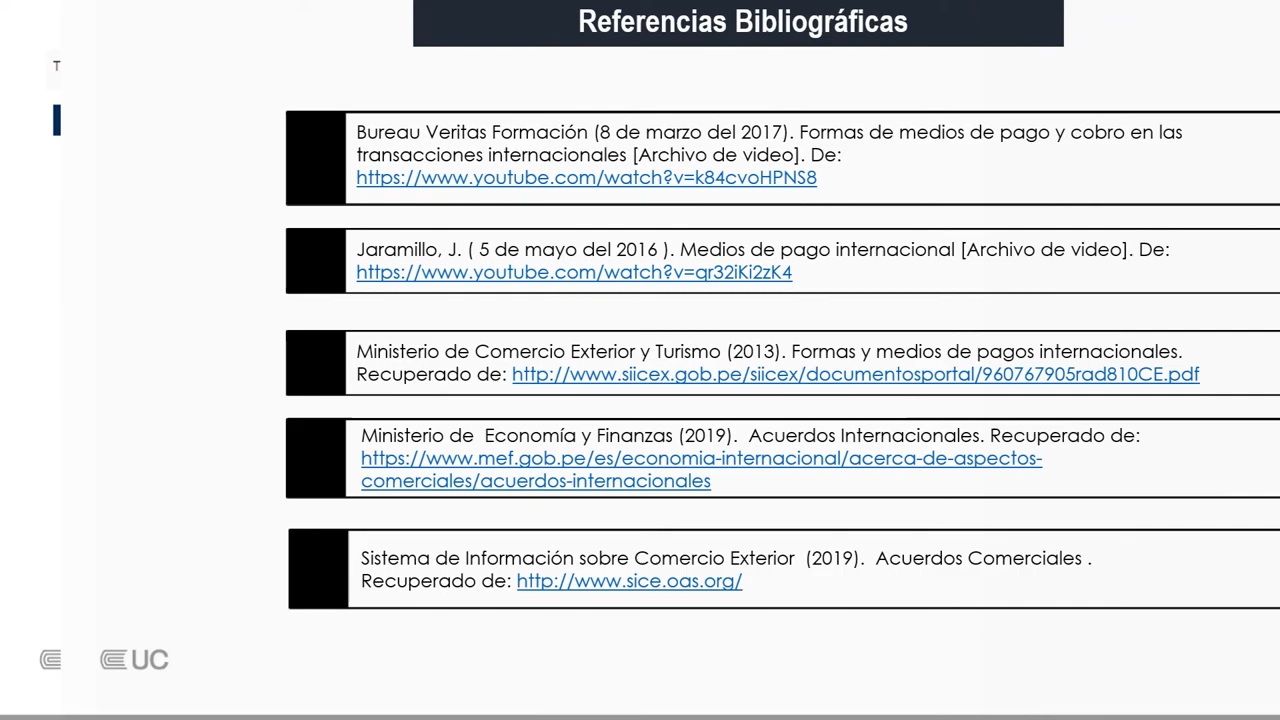 Referencias Bibliográficas
T
Bureau Veritas Formación (8 de marzo del 2017). Formas de medios de pago y cobro en las
transacciones internacionales [Archivo de video]. De:
https://www.youtube.com/watch?v=k84cvoHPNS8
Jaramillo, J. ( 5 de mayo del 2016 ). Medios de pago internacional [Archivo de video]. De:
https://www.youtube.com/watch?v=qr32iKi2zK4
Ministerio de Comercio Exterior y Turismo (2013). Formas y medios de pagos internacionales.
Recuperado de: http://www.siicex.gob.pe/siicex/documentosportal/960767905rad810CE.pdf
Ministerio de  Economía y Finanzas (2019).  Acuerdos Internacionales. Recuperado de:
https://www.mef.gob.pe/es/economia-internacional/acerca-de-aspectos-
comerciales/acuerdos-internacionales
Sistema de Información sobre Comercio Exterior  (2019).  Acuerdos Comerciales .
Recuperado de: http://www.sice.oas.org/
UC